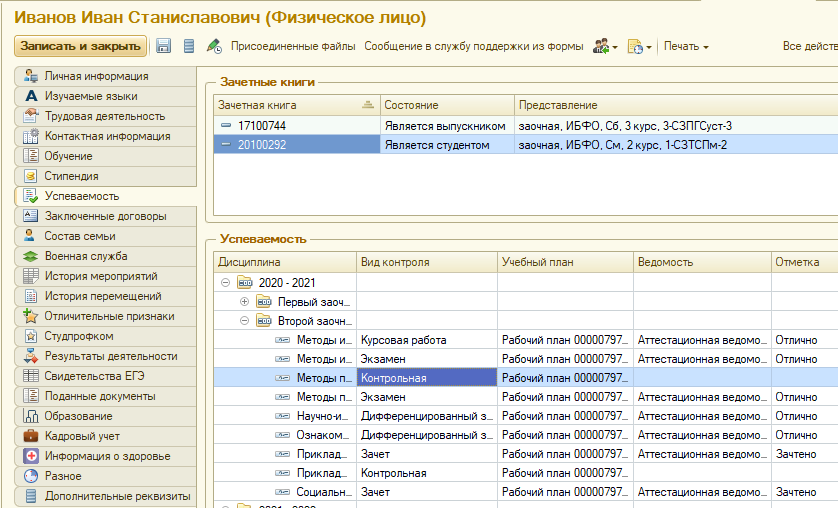 Иванов Иван Станиславович (Физическое лицо)
Записать и закрыть Присоединенные файлы Сообщение в службу поддержки из формы Печать Все дейст
Личная информация
Изучаемые языки
Трудовая деятельность
Контактная информация
Обучение
Стипендия
Успеваемость
Заключенные договоры
Состав семьи
Военная служба
История мероприятий
История перемещений
Отличительные признаки
Студпрофком
Результаты деятельности
Свидетельства ЕГЭ
Поданные документы
Образование
Кадровый учет
Информация о здоровье
Разное
Дополнительные реквизиты
Зачетные книги
Зачетная книга Состояние Представление
17100744 Является выпускником заочная, ИБФО, Сб, 3 курс, 3-СЗПГСуст-3
20100292 Является студентом заочная, ИБФО, См, 2 курс, 1-СЗТСПм-2
Успеваемость
Дисциплина Вид контроля Учебный план Ведомость Отметка
2020 - 2021
Первый заоч...
Второй заочн...
Методы и... Курсовая работа Рабочий план 00000797... Аттестационная ведомо... Отлично
Методы и... Экзамен Рабочий план 00000797... Аттестационная ведомо... Отлично
Методы п... Контрольная Рабочий план 00000797...
Методы п... Экзамен Рабочий план 00000797... Аттестационная ведомо... Отлично
Научно-и... Дифференцированный з... Рабочий план 00000797... Аттестационная ведомо... Отлично
Ознаком... Дифференцированный з... Рабочий план 00000797... Аттестационная ведомо... Отлично
Приклад... Зачет Рабочий план 00000797... Аттестационная ведомо... Зачтено
Приклад... Контрольная Рабочий план 00000797...
Социальн... Зачет Рабочий план 00000797... Аттестационная ведомо... Зачтено